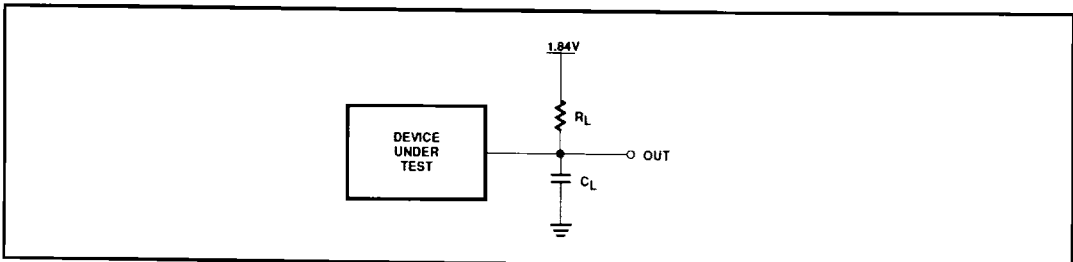 1.84V
RL
DEVICE
UNDER
TEST
OUT
CL